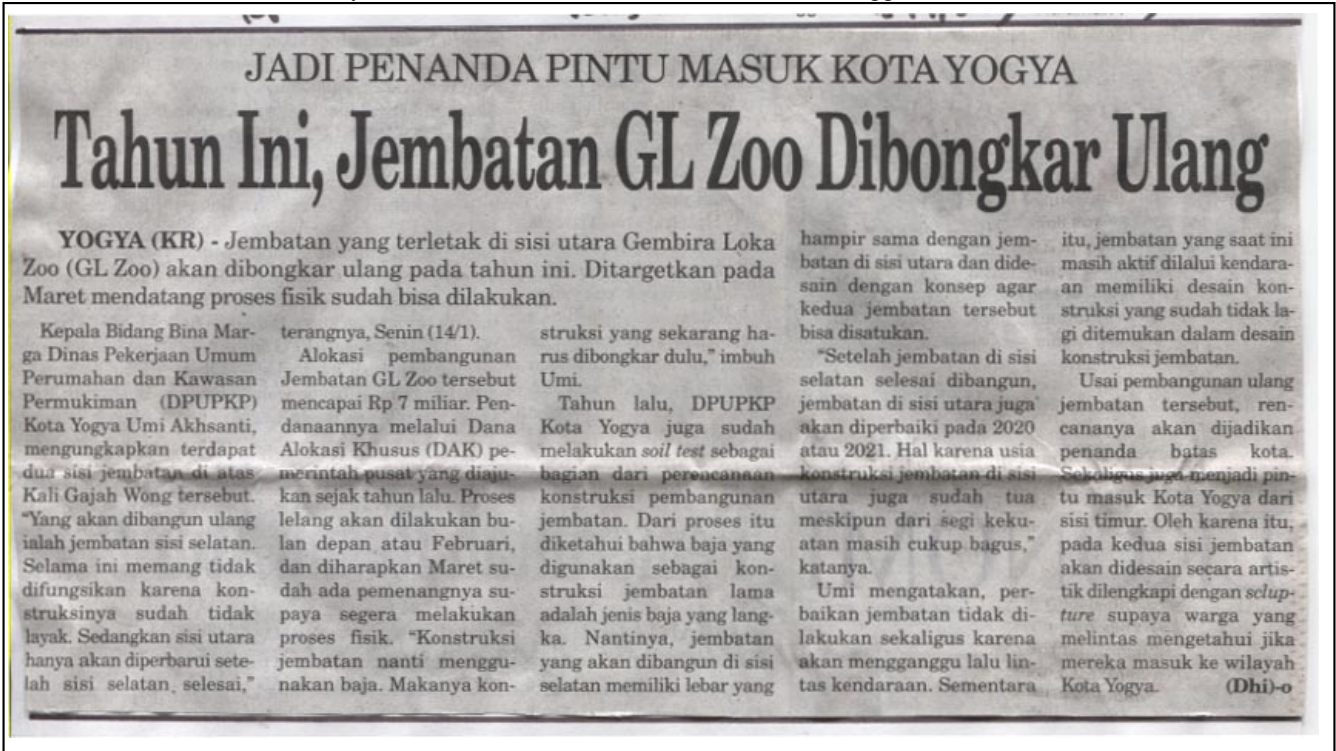 JADI PENANDA PINTU MASUK KOTA YOGYA
Tahun Ini, Jembatan GL Zoo Dibongkar Ulang
YOGYA (KR) - Jembatan yang terletak di sisi utara Gembira Loka
Zoo (GL Zoo) akan dibongkar ulang pada tahun ini. Ditargetkan pada
Maret mendatang proses fisik sudah bisa dilakukan.
Kepala Bidang Bina Mar-
ga Dinas Pekerjaan Umum
Perumahan dan Kawasan
Permukiman (DPUPKP)
Kota Yogya Umi Akhsanti,
mengungkapkan terdapat
dua sisi jembatan di atas
Kali Gajah Wong tersebut.
"Yang akan dibangun ulang
ialah jembatan sisi selatan.
Selama ini memang tidak
difungsikan karena kon-
struksinya sudah tidak
layak. Sedangkan sisi utara
hanya akan diperbarui sete-
lah sisi selatan selesai,"
terangnya, Senin (14/1).
Alokasi pembangunan
Jembatan GL Zoo tersebut
mencapai Rp 7 miliar. Pen-
danaannya melalui Dana
Alokasi Khusus (DAK) pe-
merintah pusat yang diaju-
kan sejak tahun lalu. Proses
lelang akan dilakukan bu-
lan depan atau Februari,
dan diharapkan Maret su-
dah ada pemenangnya su-
paya segera melakukan
proses fisik. "Konstruksi
jembatan nanti menggu-
nakan baja. Makanya kon-
struksi yang sekarang ha-
rus dibongkar dulu," imbuh
Umi.
Tahun lalu, DPUPKP
Kota Yogya juga sudah
melakukan soil test sebagai
bagian dari perencanaan
konstruksi pembangunan
jembatan. Dari proses itu
diketahui bahwa baja yang
digunakan sebagai kon-
struksi jembatan lama
adalah jenis baja yang lang-
ka. Nantinya, jembatan
yang akan dibangun di sisi
selatan memiliki lebar yang
hampir sama dengan jem-
batan di sisi utara dan dide-
sain dengan konsep agar
kedua jembatan tersebut
bisa disatukan.
"Setelah jembatan di sisi
selatan selesai dibangun,
jembatan di sisi utara juga
akan diperbaiki pada 2020
atau 2021. Hal karena usia
konstruksi jembatan di sisi
utara juga sudah tua
meskipun dari segi keku-
atan masih cukup bagus,"
katanya.
Umi mengatakan, per-
baikan jembatan tidak di-
lakukan sekaligus karena
akan mengganggu lalu lin-
tas kendaraan. Sementara
itu, jembatan yang saat ini
masih aktif dilalui kendara-
an memiliki desain kon-
struksi yang sudah tidak la-
gi ditemukan dalam desain
konstruksi jembatan.
Usai pembangunan ulang
jembatan tersebut, ren-
cananya akan dijadikan
penanda batas kota.
Sekaligus juga menjadi pin-
tu masuk Kota Yogya dari
sisi timur. Oleh karena itu,
pada kedua sisi jembatan
akan didesain secara artis-
tik dilengkapi dengan sclup-
ture supaya warga yang
melintas mengetahui jika
mereka masuk ke wilayah
Kota Yogya. (Dhi)-o